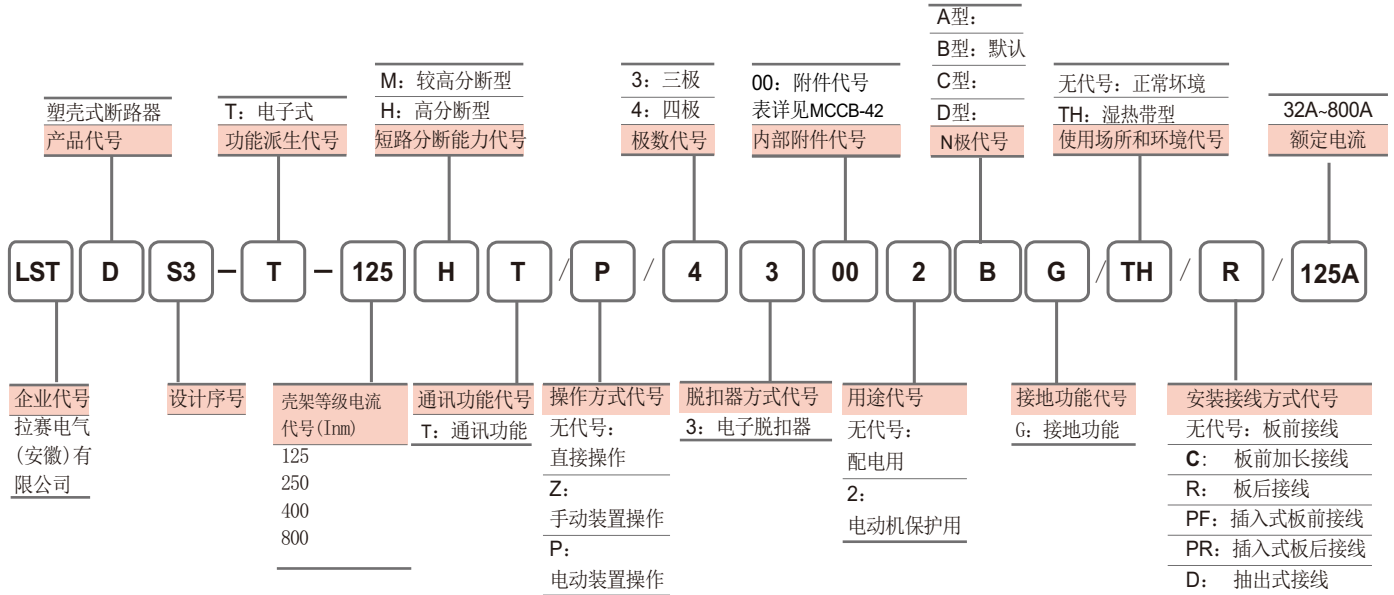 塑壳式断路器
产品代号
T：电子式
功能派生代号
M：较高分断型
H：高分断型
短路分断能力代号
3：三极
4：四极
极数代号
00：附件代号
表详见MCCB-42
内部附件代号
A型：
B型：默认
C型：
D型：
N极代号
无代号：正常环境
TH：湿热带型
使用场所和环境代号
32A~800A
额定电流
LST D S3 － T － 125 H T / P / 4 3 00 2 B G / TH / R / 125A
企业代号
拉赛电气
(安徽)有
限公司
设计序号
壳架等级电流
代号(Inm)
125
250
400
800
通讯功能代号
T：通讯功能
操作方式代号
无代号：
直接操作
Z：
手动装置操作
P：
电动装置操作
脱扣器方式代号
3：电子脱扣器
用途代号
无代号：
配电用
2：
电动机保护用
接地功能代号
G：接地功能
安装接线方式代号
无代号：板前接线
C： 板前加长接线
R： 板后接线
PF：插入式板前接线
PR：插入式板后接线
D： 抽出式接线